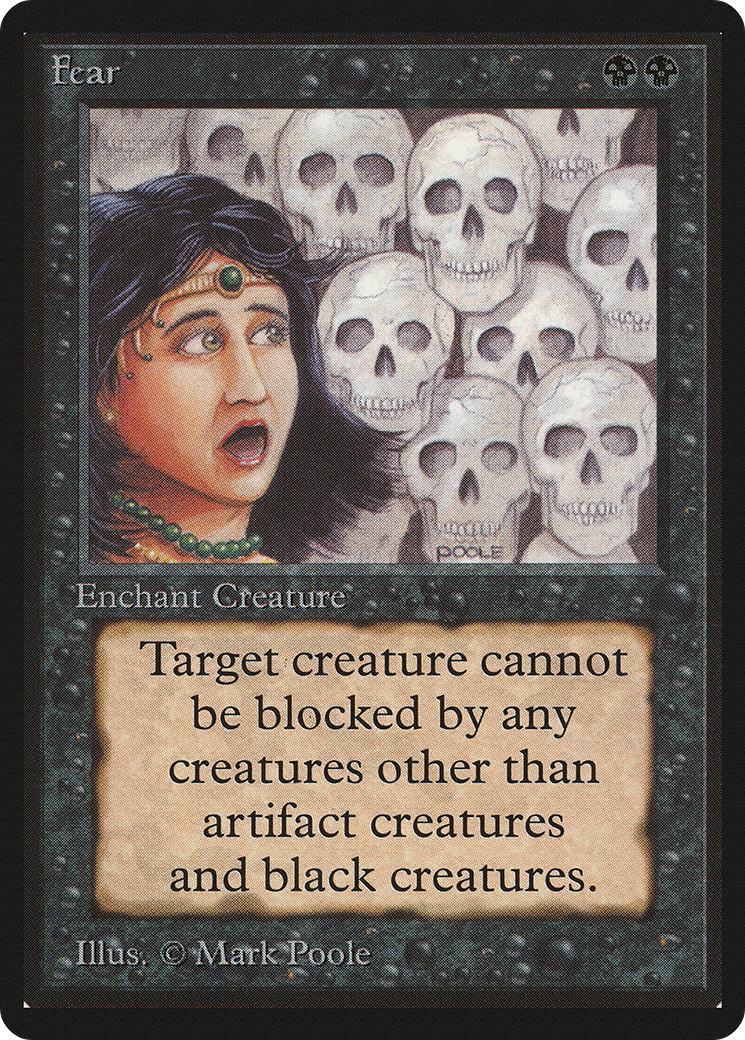 Fear
POOLE
Enchant Creature
Target creature cannot
be blocked by any
creatures other than
artifact creatures
and black creatures.
Illus. © Mark Poole